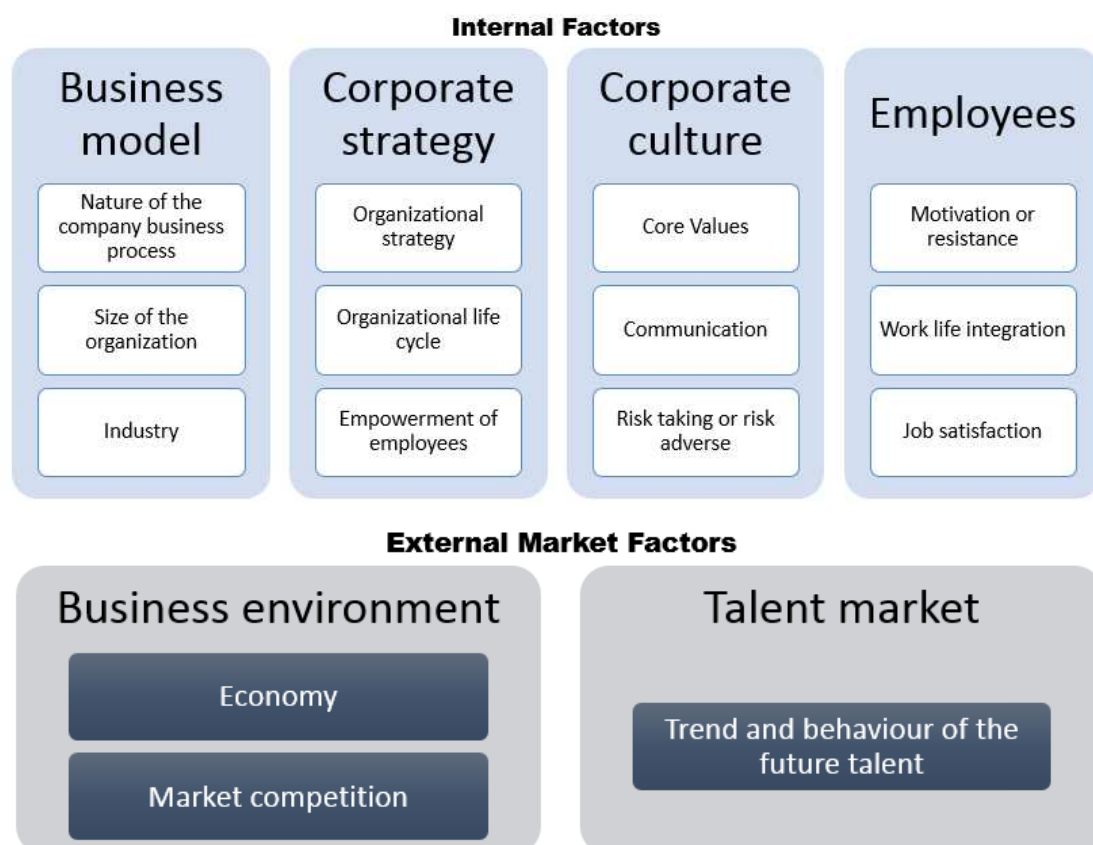 Internal Factors
Business
model
Nature of the
company business
process
Size of the
organization
Industry
Corporate
strategy
Organizational
strategy
Organizational life
cycle
Empowerment of
employees
Corporate
culture
Core Values
Communication
Risk taking or risk
adverse
Employees
Motivation or
resistance
Work life integration
Job satisfaction
External Market Factors
Business environment
Economy
Market competition
Talent market
Trend and behaviour of the
future talent